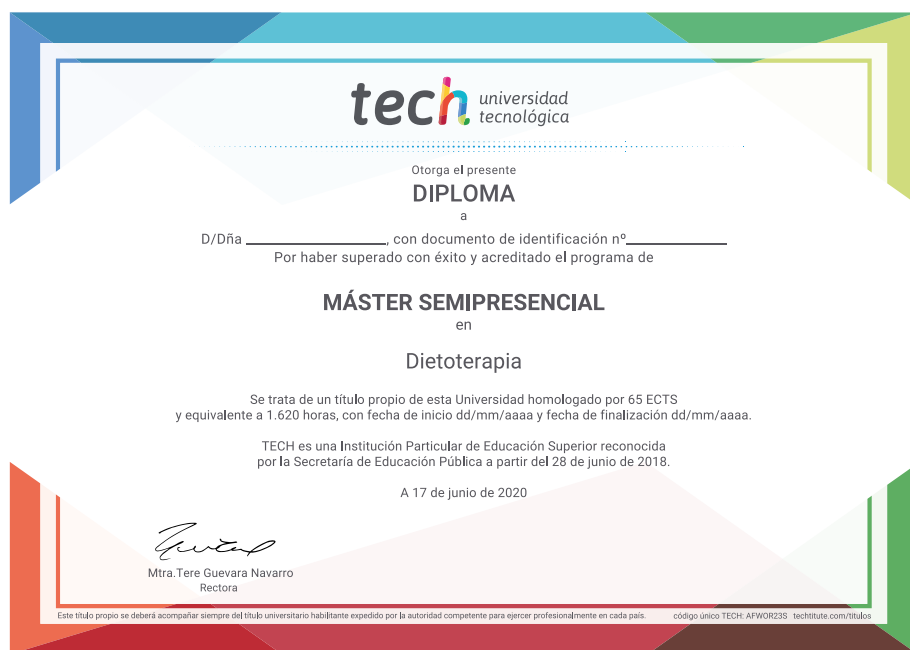 tech universidad
tecnológica
Otorga el presente
DIPLOMA
a
D/Dña ________________, con documento de identificación nº____________
Por haber superado con éxito y acreditado el programa de
MÁSTER SEMIPRESENCIAL
en
Dietoterapia
Se trata de un título propio de esta Universidad homologado por 65 ECTS
y equivalente a 1.620 horas, con fecha de inicio dd/mm/aaaa y fecha de finalización dd/mm/aaaa.
TECH es una Institución Particular de Educación Superior reconocida
por la Secretaría de Educación Pública a partir del 28 de junio de 2018.
A 17 de junio de 2020
Mtra.Tere Guevara Navarro
Rectora
Este título propio se deberá acompañar siempre del título universitario habilitante expedido por la autoridad competente para ejercer profesionalmente en cada país. código único TECH: AFWOR23S techtitute.com/titulos